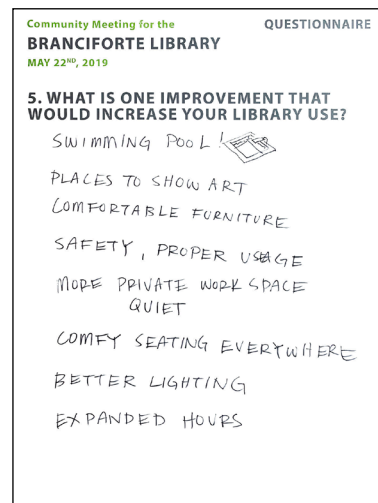 Community Meeting for the
QUESTIONNAIRE
BRANCIFORTE LIBRARY
MAY 22ND, 2019
5. WHAT IS ONE IMPROVEMENT THAT
WOULD INCREASE YOUR LIBRARY USE?
SWIMMING POOL!
PLACES TO SHOW ART
COMFORTABLE FURNITURE
SAFETY, PROPER USAGE
MORE PRIVATE WORK SPACE
QUIET
COMFY SEATING EVERYWHERE
BETTER LIGHTING
EXPANDED HOURS